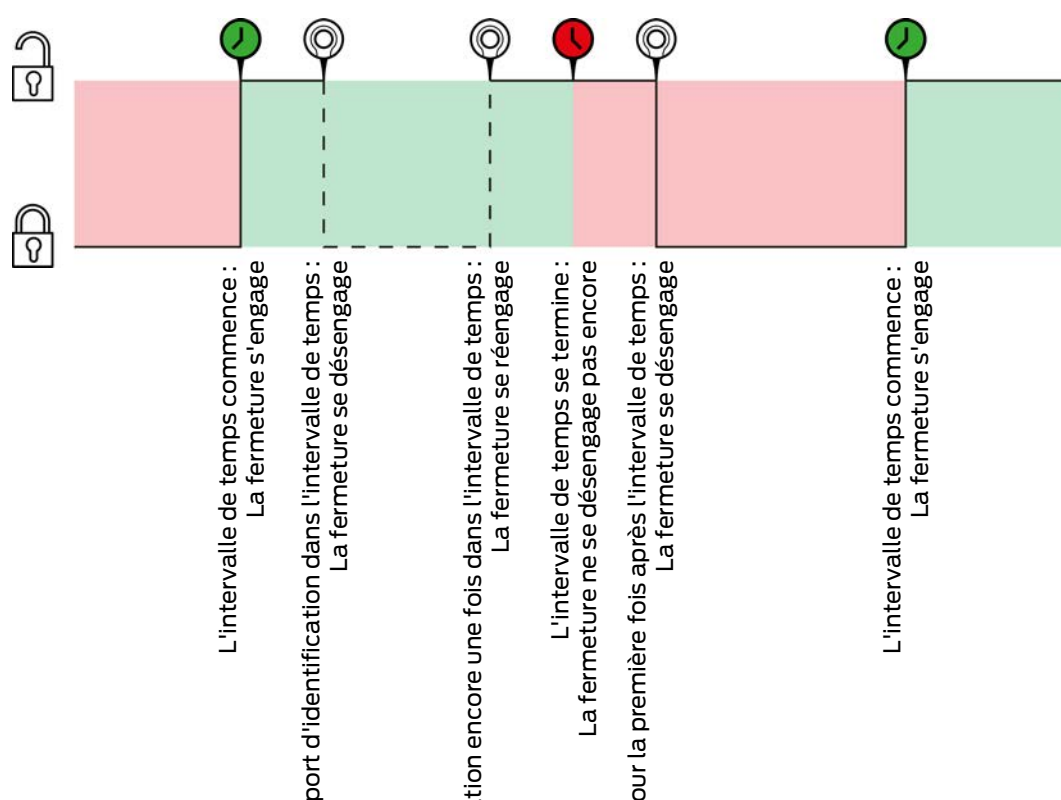 L'intervalle de temps commence :
La fermeture s'engage
port d'identification dans l'intervalle de temps :
La fermeture se désengage
tion encore une fois dans l'intervalle de temps :
La fermeture se réengage
L'intervalle de temps se termine :
La fermeture ne se désengage pas encore
our la première fois après l'intervalle de temps :
La fermeture se désengage
L'intervalle de temps commence :
La fermeture s'engage